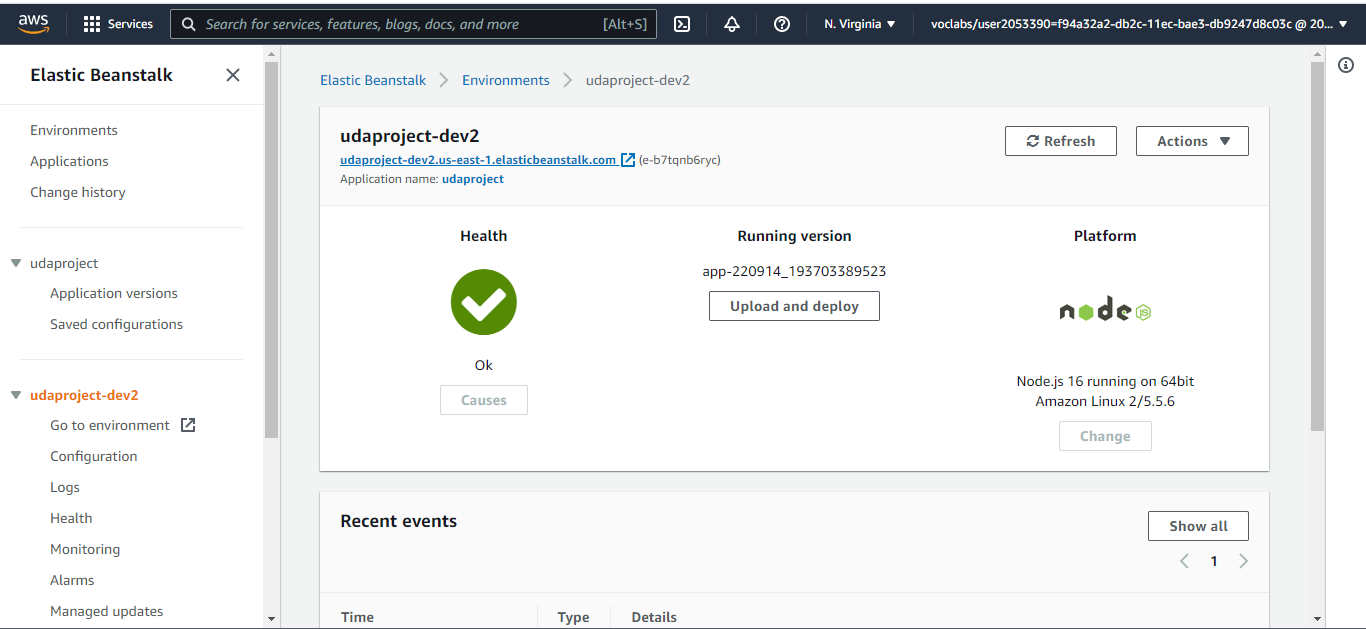 aws
Services
Search for services, features, blogs, docs, and more [Alt+S]
N. Virginia
voclabs/user2053390=f94a32a2-db2c-11ec-bae3-db9247d8c03c @ 20...
Elastic Beanstalk
Environments
Applications
Change history
udaproject
Application versions
Saved configurations
udaproject-dev2
Go to environment
Configuration
Logs
Health
Monitoring
Alarms
Managed updates
Elastic Beanstalk > Environments > udaproject-dev2
udaproject-dev2
udaproject-dev2.us-east-1.elasticbeanstalk.com (e-b7tqnb6ryc)
Application name: udaproject
Refresh
Actions
Health
Ok
Causes
Running version
app-220914_193703389523
Upload and deploy
Platform
node JS
Node.js 16 running on 64bit
Amazon Linux 2/5.5.6
Change
Recent events
Show all
1
Time Type Details